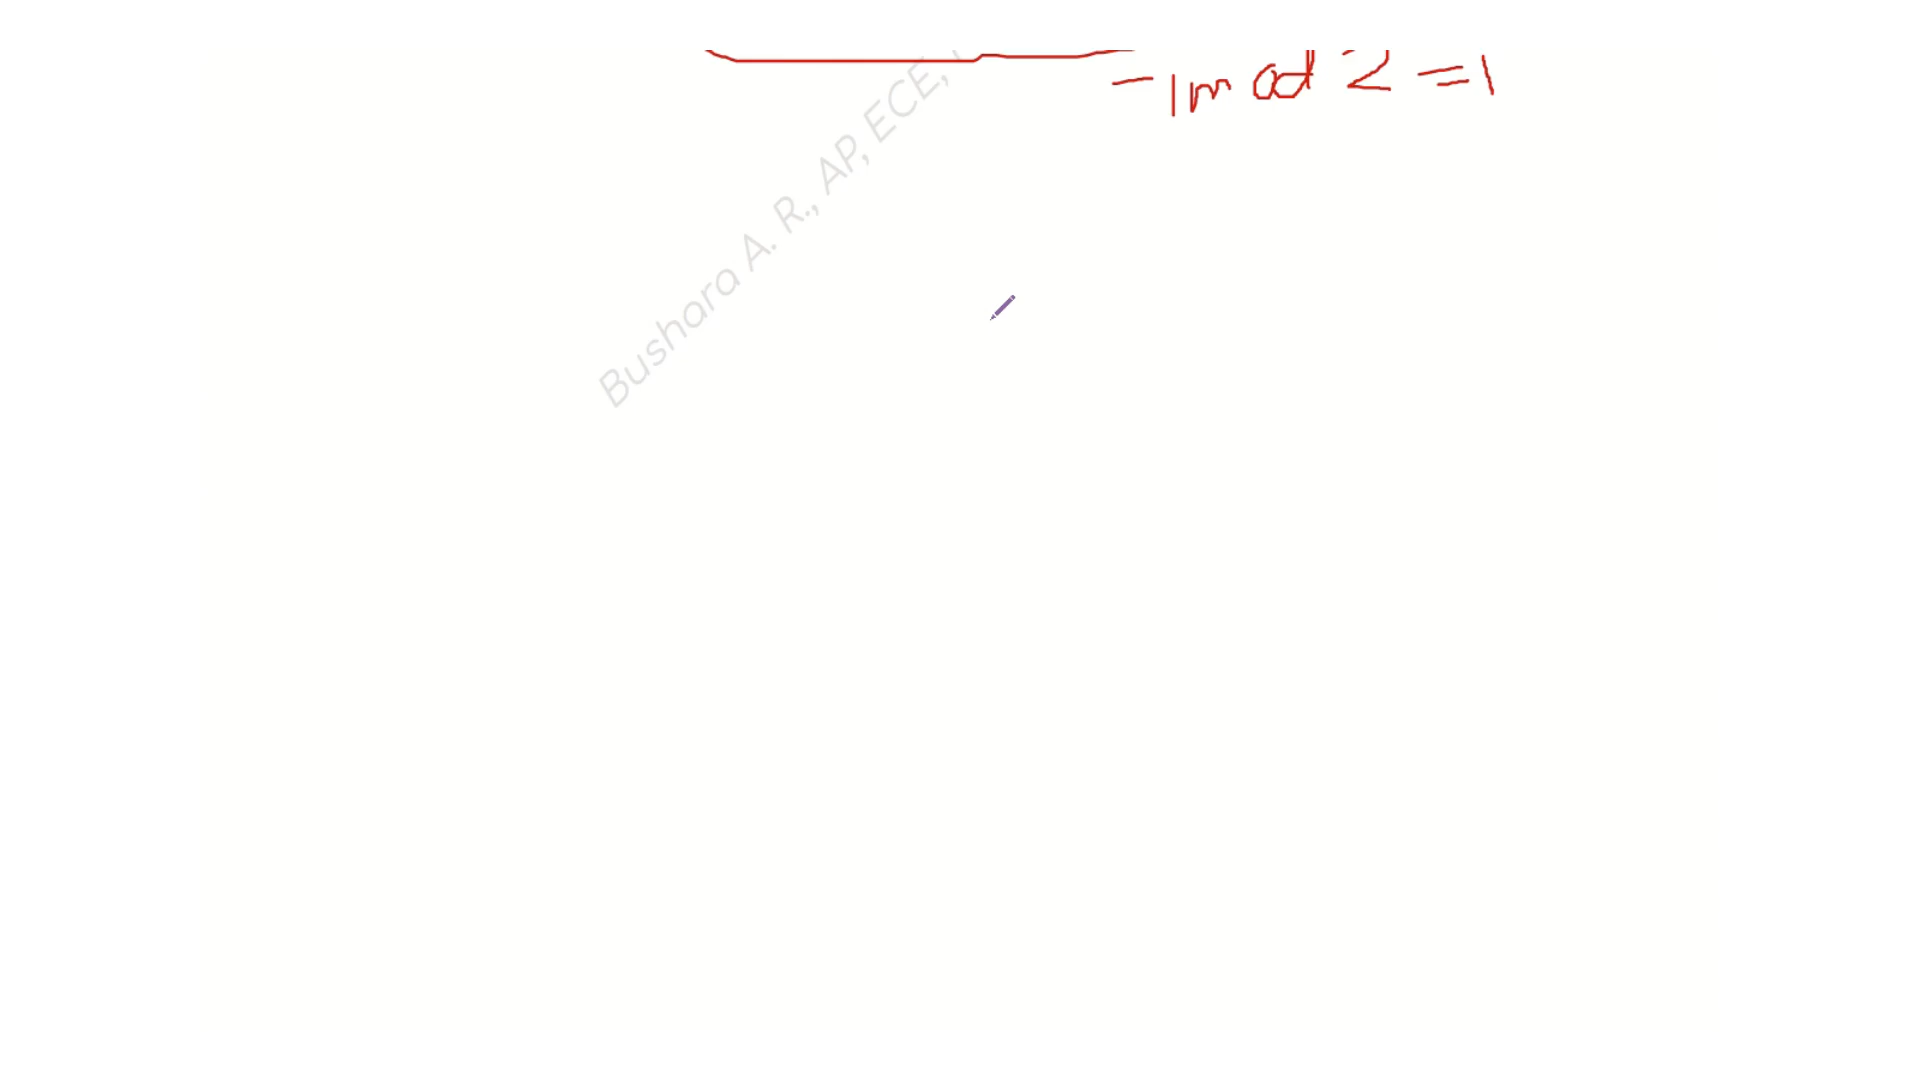 -1 mod 2 = 1
Bushara A. R., AP, ECE,